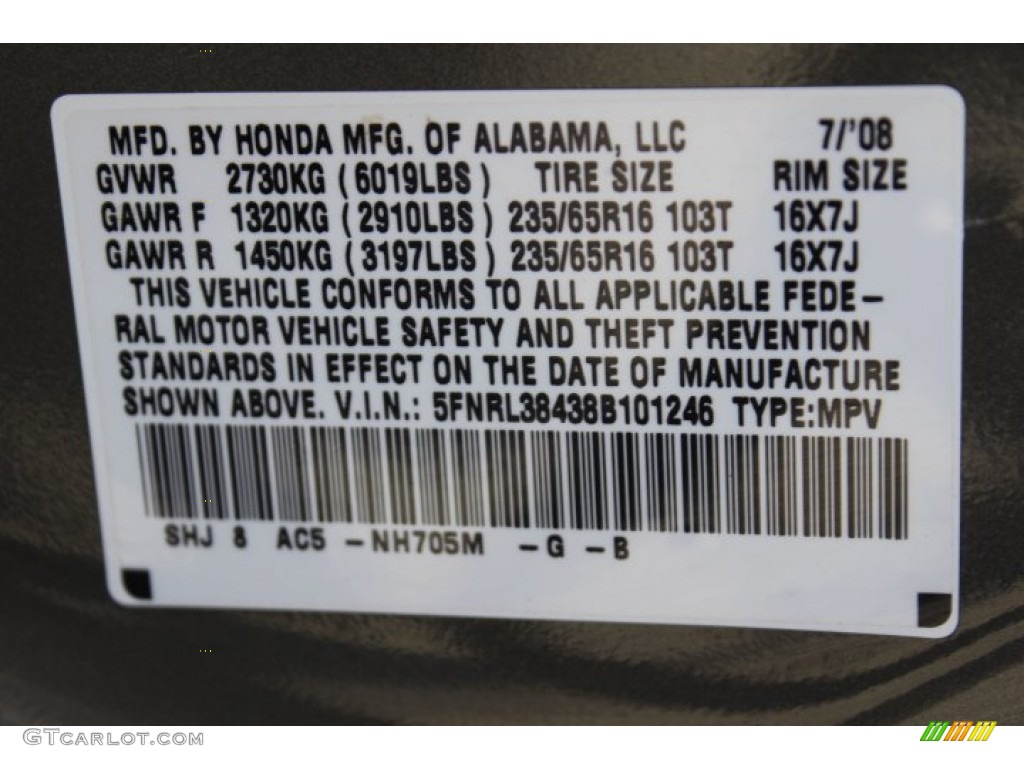 MFD. BY HONDA MFG. OF ALABAMA, LLC 7/'08
GVWR 2730KG (6019LBS) TIRE SIZE RIM SIZE
GAWR F 1320KG (2910LBS) 235/65R16 103T 16X7J
GAWR R 1450KG (3197LBS) 235/65R16 103T 16X7J
THIS VEHICLE CONFORMS TO ALL APPLICABLE FEDE-
RAL MOTOR VEHICLE SAFETY AND THEFT PREVENTION
STANDARDS IN EFFECT ON THE DATE OF MANUFACTURE
SHOWN ABOVE. V.I.N.: 5FNRL38438B101246 TYPE:MPV
SHJ 8 AC5 -NH705M -G -B
GTCarlot.com